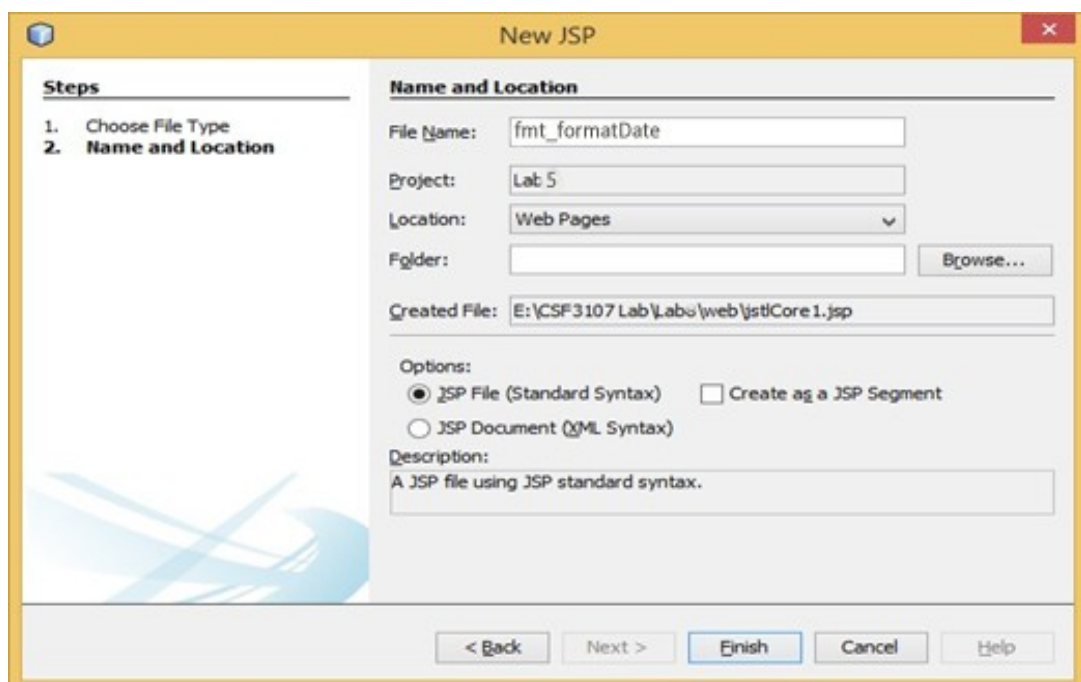 New JSP
Steps
1. Choose File Type
2. Name and Location
Name and Location
File Name: fmt_formatDate
Project: Lab 5
Location: Web Pages
Folder: Browse...
Created File: E:\CSF3107 Lab\Lab8\web\jstlCore1.jsp
Options:
JSP File (Standard Syntax) Create as a JSP Segment
JSP Document (XML Syntax)
Description:
A JSP file using JSP standard syntax.
< Back Next > Finish Cancel Help